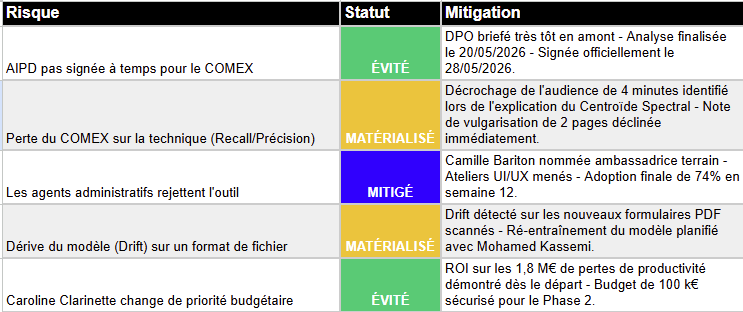 Risque Statut Mitigation
DPO briefé très tôt en amont - Analyse finalisée
le 20/05/2026 - Signée officiellement le
AIPD pas signée à temps pour le COMEX ÉVITÉ 28/05/2026.
Décrochage de l'audience de 4 minutes identifié
lors de l'explication du Centroïde Spectral - Note
de vulgarisation de 2 pages déclinée
Perte du COMEX sur la technique (Recall/Précision) MATÉRIALISÉ immédiatement.
Camille Bariton nommée ambassadrice terrain -
Ateliers UI/UX menés - Adoption finale de 74% en
Les agents administratifs rejettent l'outil MITIGÉ semaine 12.
Drift détecté sur les nouveaux formulaires PDF
scannés - Ré-entraînement du modèle planifié
Dérive du modèle (Drift) sur un format de fichier MATÉRIALISÉ avec Mohamed Kassemi.
ROI sur les 1,8 M€ de pertes de productivité
démontré dès le départ - Budget de 100 k€
Caroline Clarinette change de priorité budgétaire ÉVITÉ sécurisé pour le Phase 2.